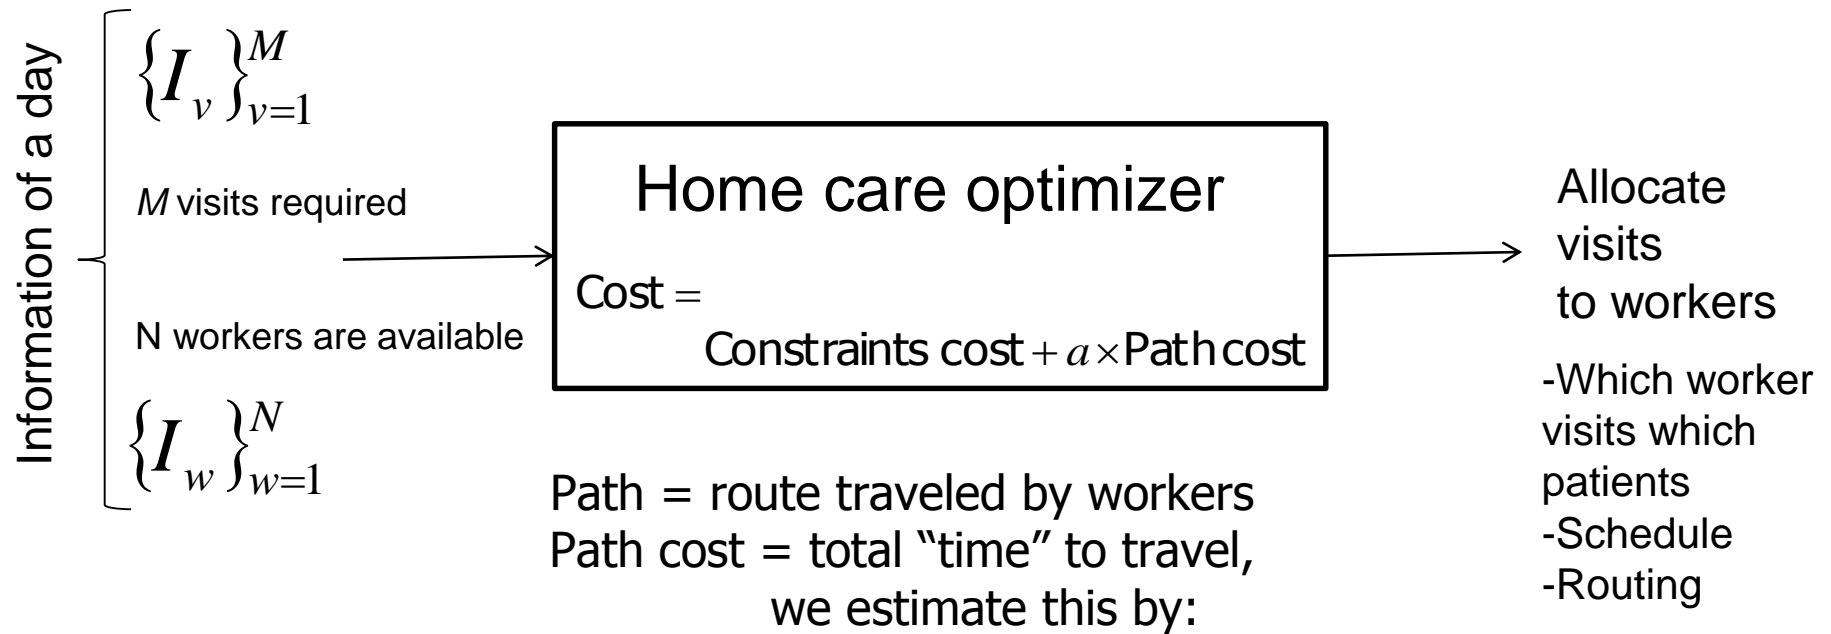 Information of a day
{I_v}_{v=1}^M
M visits required
N workers are available
{I_w}_{w=1}^N
Home care optimizer
Cost =
Constraints cost + a × Path cost
Path = route traveled by workers
Path cost = total “time” to travel,
we estimate this by:
Allocate
visits
to workers
-Which worker
visits which
patients
-Schedule
-Routing